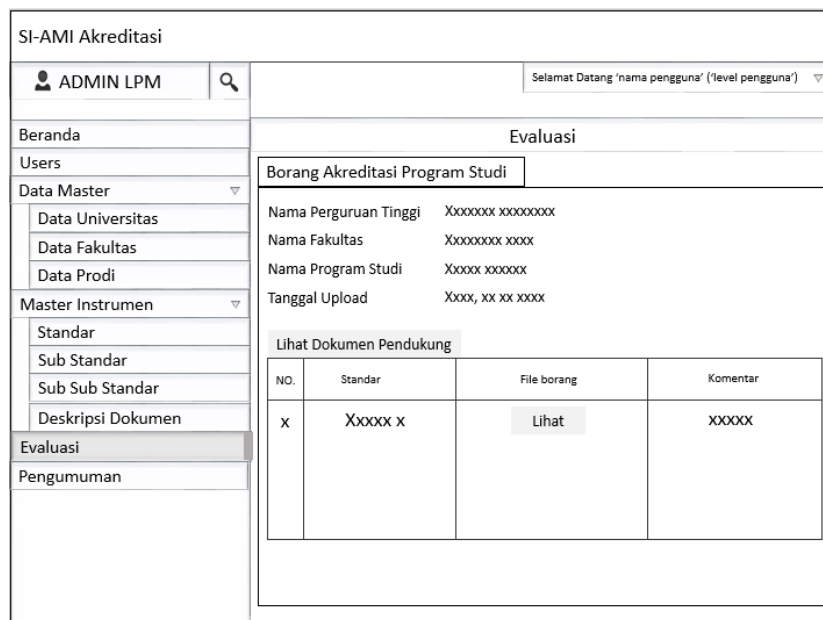 SI-AMI Akreditasi
ADMIN LPM
Selamat Datang 'nama pengguna' ('level pengguna')
Beranda
Users
Data Master
Data Universitas
Data Fakultas
Data Prodi
Master Instrumen
Standar
Sub Standar
Sub Sub Standar
Deskripsi Dokumen
Evaluasi
Pengumuman
Evaluasi
Borang Akreditasi Program Studi
Nama Perguruan Tinggi Xxxxxxx xxxxxxxx
Nama Fakultas Xxxxxxxx xxxx
Nama Program Studi Xxxxx xxxxxx
Tanggal Upload Xxxx, xx xx xxxx
Lihat Dokumen Pendukung
NO. Standar File borang Komentar
x Xxxxx x Lihat xxxxx